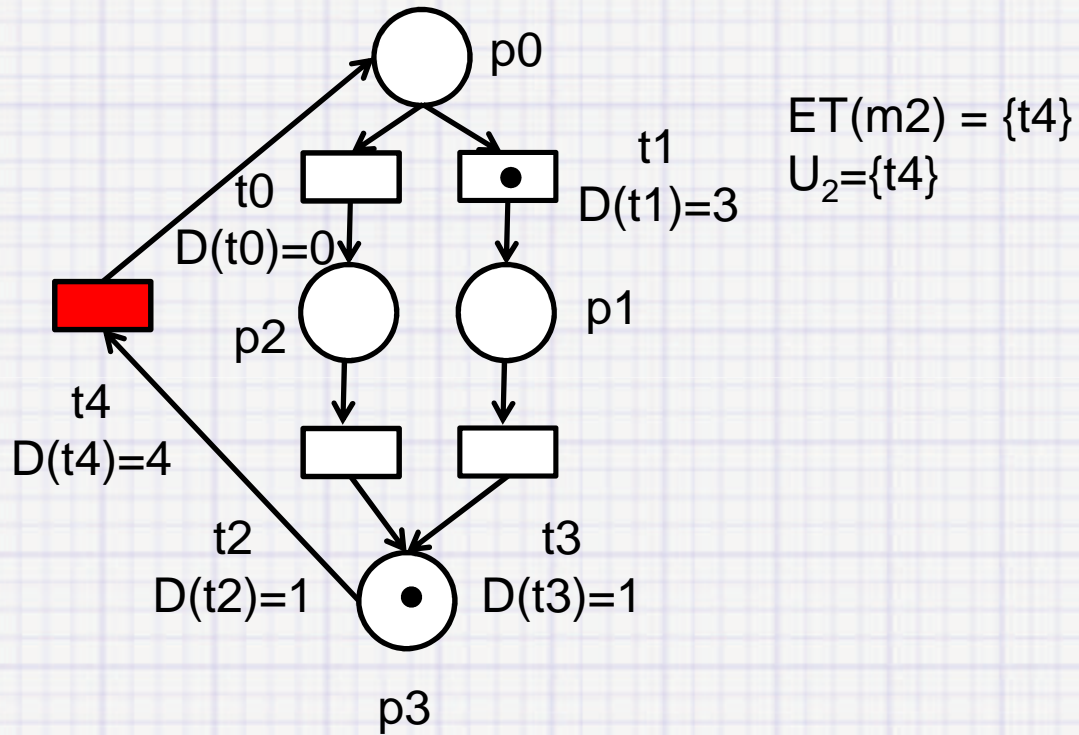 p0
ET(m2) = {t4}
U2={t4}
t1
D(t1)=3
t0
D(t0)=0
p2
p1
t4
D(t4)=4
t2
D(t2)=1
t3
D(t3)=1
p3